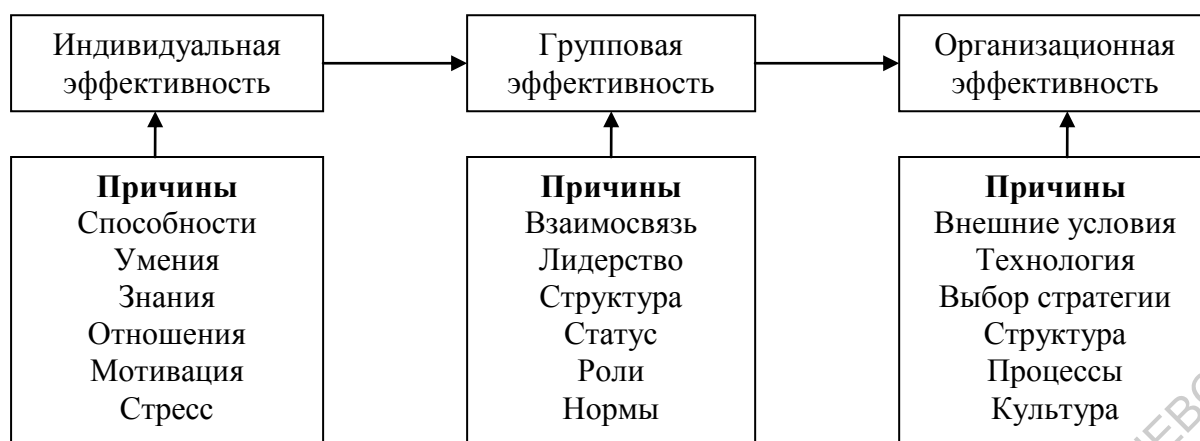 Индивидуальная
эффективность
Групповая
эффективность
Организационная
эффективность
Причины
Способности
Умения
Знания
Отношения
Мотивация
Стресс
Причины
Взаимосвязь
Лидерство
Структура
Статус
Роли
Нормы
Причины
Внешние условия
Технология
Выбор стратегии
Структура
Процессы
Культура